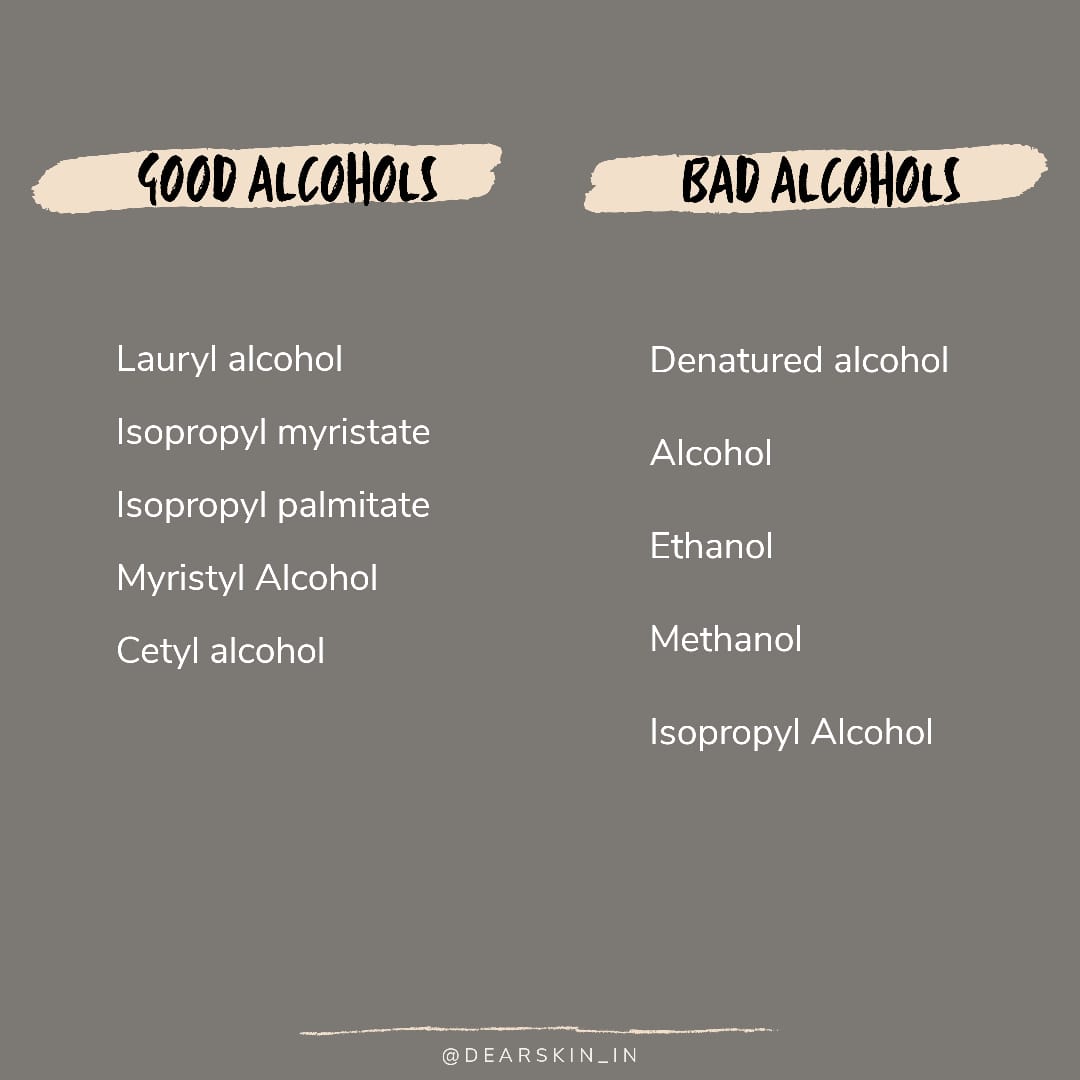 GOOD ALCOHOLS
Lauryl alcohol
Isopropyl myristate
Isopropyl palmitate
Myristyl Alcohol
Cetyl alcohol
BAD ALCOHOLS
Denatured alcohol
Alcohol
Ethanol
Methanol
Isopropyl Alcohol
@DEARSKIN_IN